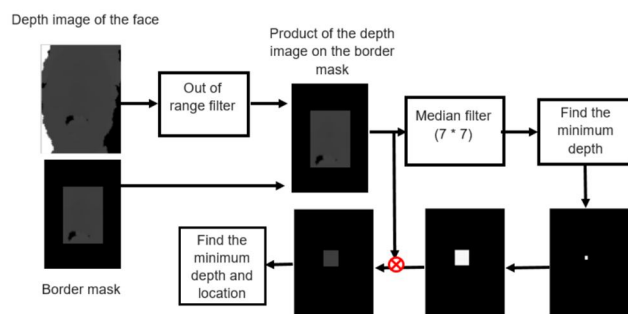 Depth image of the face
Product of the depth
image on the border
mask
Out of
range filter
Median filter
(7 * 7)
Find the
minimum
depth
Find the
minimum
depth and
location
Border mask